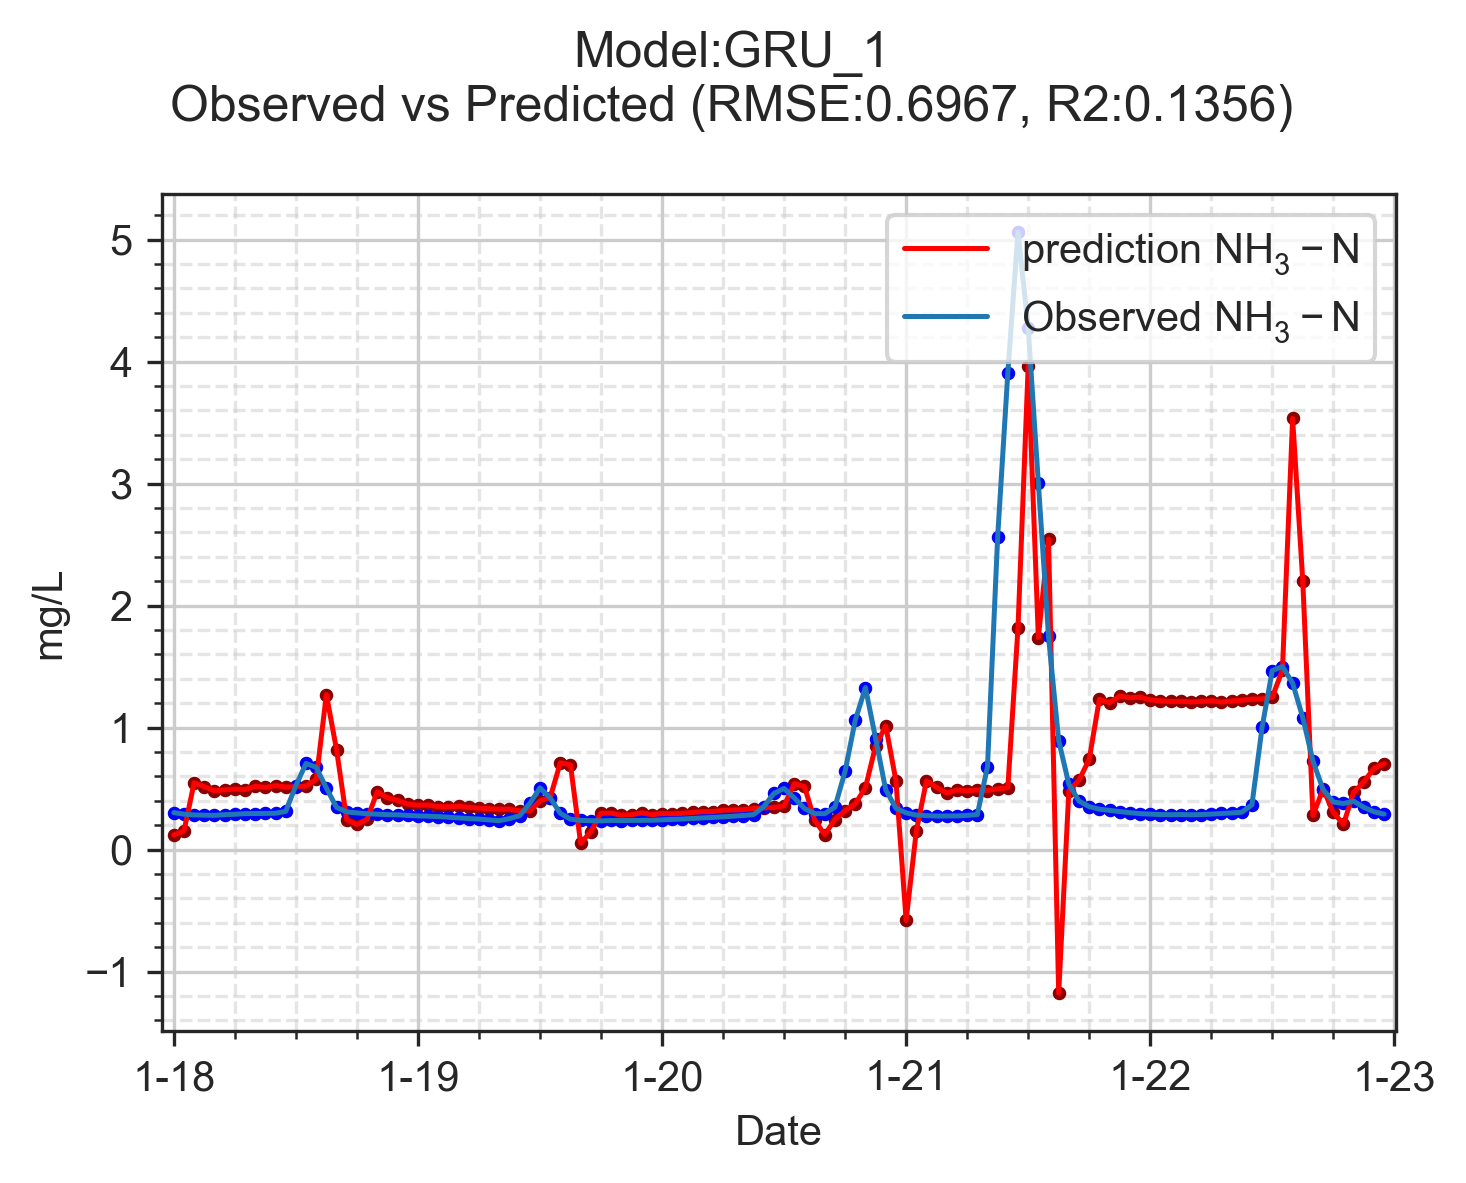 Model:GRU_1
Observed vs Predicted (RMSE:0.6967, R2:0.1356)
prediction NH₃ − N
Observed NH₃ − N
5
4
3
2
1
0
−1
mg/L
1-18 1-19 1-20 1-21 1-22 1-23
Date